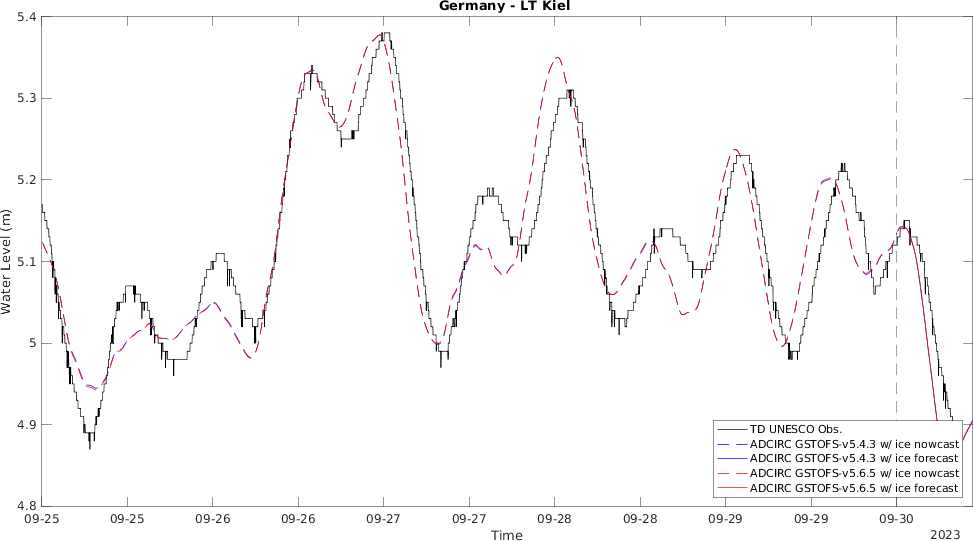 Germany - LT Kiel
5.4
5.3
5.2
5.1
5
4.9
4.8
Water Level (m)
TD UNESCO Obs.
ADCIRC GSTOFS-v5.4.3 w/ ice nowcast
ADCIRC GSTOFS-v5.4.3 w/ ice forecast
ADCIRC GSTOFS-v5.6.5 w/ ice nowcast
ADCIRC GSTOFS-v5.6.5 w/ ice forecast
09-25 09-25 09-26 09-26 09-27 09-27 09-28 09-28 09-29 09-29 09-30
Time
2023